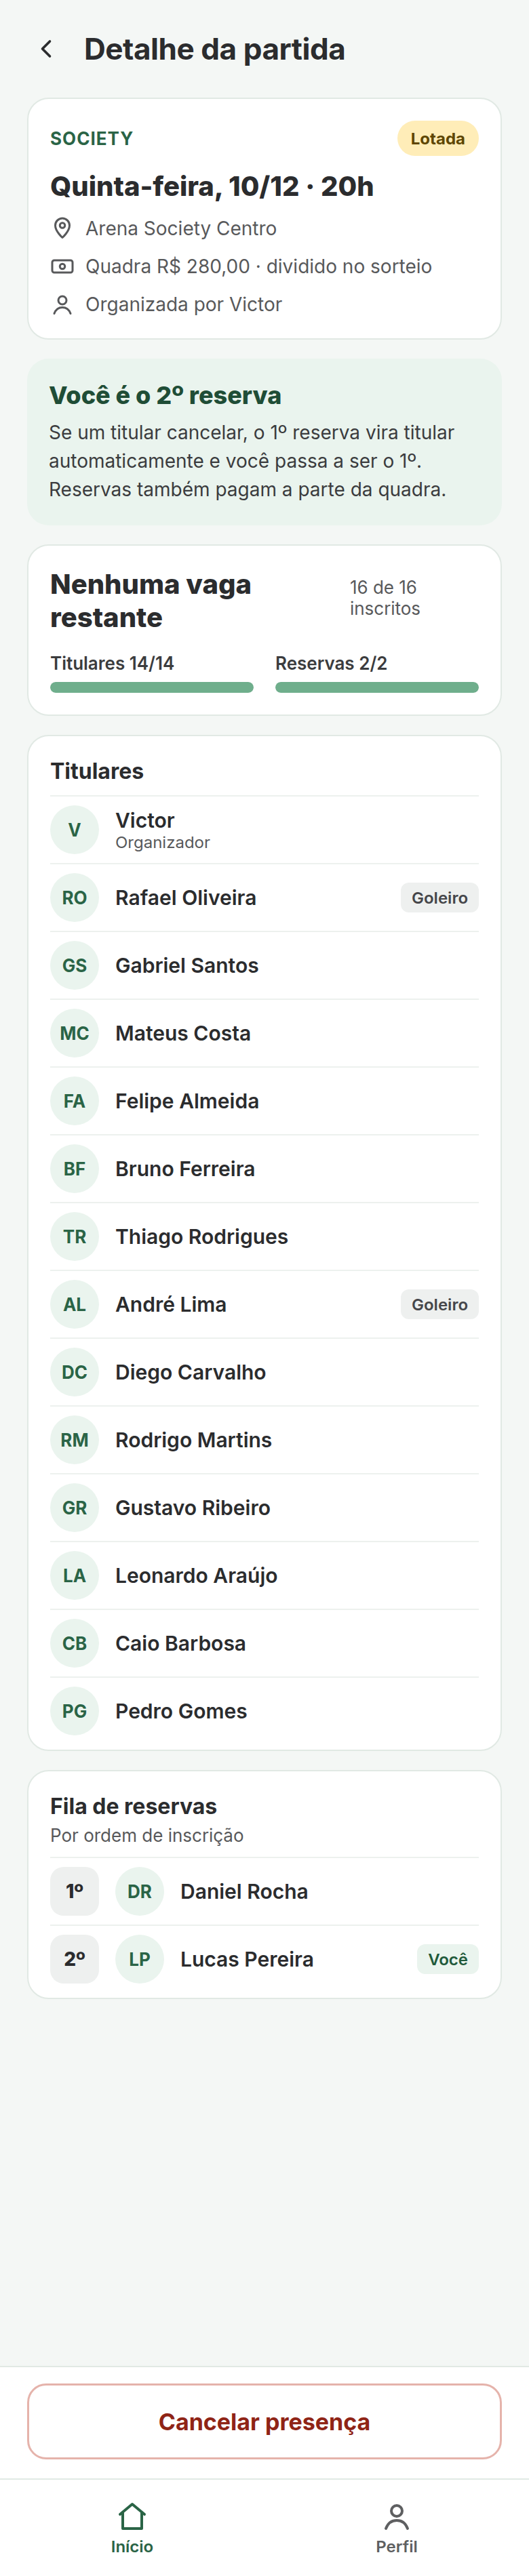 Detalhe da partida
SOCIETY
Lotada
Quinta-feira, 10/12 · 20h
Arena Society Centro
Quadra R$ 280,00 · dividido no sorteio
Organizada por Victor
Você é o 2º reserva
Se um titular cancelar, o 1º reserva vira titular
automaticamente e você passa a ser o 1º.
Reservas também pagam a parte da quadra.
Nenhuma vaga
restante
16 de 16
inscritos
Titulares 14/14
Reservas 2/2
Titulares
V
Victor
Organizador
RO
Rafael Oliveira
Goleiro
GS
Gabriel Santos
MC
Mateus Costa
FA
Felipe Almeida
BF
Bruno Ferreira
TR
Thiago Rodrigues
AL
André Lima
Goleiro
DC
Diego Carvalho
RM
Rodrigo Martins
GR
Gustavo Ribeiro
LA
Leonardo Araújo
CB
Caio Barbosa
PG
Pedro Gomes
Fila de reservas
Por ordem de inscrição
1º
DR
Daniel Rocha
2º
LP
Lucas Pereira
Você
Cancelar presença
Início
Perfil